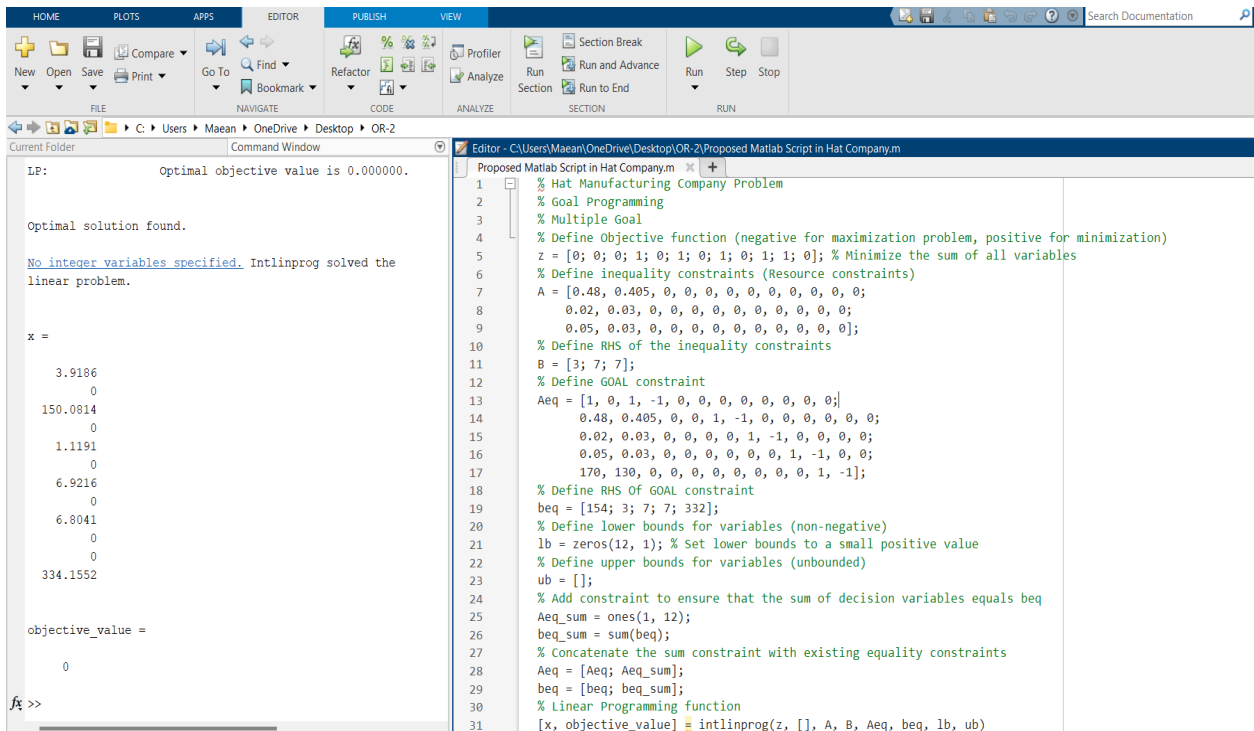 HOME PLOTS APPS EDITOR PUBLISH VIEW
Search Documentation
New Open Save Compare Print
Go To Find Bookmark
Refactor
Profiler Analyze
Run Section
Section Break
Run and Advance
Run to End
Run Step Stop
FILE NAVIGATE CODE ANALYZE SECTION RUN
C: Users Maean OneDrive Desktop OR-2
Current Folder
Command Window
LP: Optimal objective value is 0.000000.
Optimal solution found.
No integer variables specified. Intlinprog solved the
linear problem.
x =
3.9186
0
150.0814
0
1.1191
0
6.9216
0
6.8041
0
0
334.1552
objective_value =
0
fx >>
Editor - C:\Users\Maean\OneDrive\Desktop\OR-2\Proposed Matlab Script in Hat Company.m
Proposed Matlab Script in Hat Company.m
1 % Hat Manufacturing Company Problem
2 % Goal Programming
3 % Multiple Goal
4 % Define Objective function (negative for maximization problem, positive for minimization)
5 z = [0; 0; 0; 1; 0; 1; 0; 1; 0; 1; 1; 0]; % Minimize the sum of all variables
6 % Define inequality constraints (Resource constraints)
7 A = [0.48, 0.405, 0, 0, 0, 0, 0, 0, 0, 0, 0, 0;
8 0.02, 0.03, 0, 0, 0, 0, 0, 0, 0, 0, 0, 0;
9 0.05, 0.03, 0, 0, 0, 0, 0, 0, 0, 0, 0, 0];
10 % Define RHS of the inequality constraints
11 B = [3; 7; 7];
12 % Define GOAL constraint
13 Aeq = [1, 0, 1, -1, 0, 0, 0, 0, 0, 0, 0, 0;
14 0.48, 0.405, 0, 0, 1, -1, 0, 0, 0, 0, 0, 0;
15 0.02, 0.03, 0, 0, 0, 0, 1, -1, 0, 0, 0, 0;
16 0.05, 0.03, 0, 0, 0, 0, 0, 0, 1, -1, 0, 0;
17 170, 130, 0, 0, 0, 0, 0, 0, 0, 0, 1, -1];
18 % Define RHS Of GOAL constraint
19 beq = [154; 3; 7; 7; 332];
20 % Define lower bounds for variables (non-negative)
21 lb = zeros(12, 1); % Set lower bounds to a small positive value
22 % Define upper bounds for variables (unbounded)
23 ub = [];
24 % Add constraint to ensure that the sum of decision variables equals beq
25 Aeq_sum = ones(1, 12);
26 beq_sum = sum(beq);
27 % Concatenate the sum constraint with existing equality constraints
28 Aeq = [Aeq; Aeq_sum];
29 beq = [beq; beq_sum];
30 % Linear Programming function
31 [x, objective_value] = intlinprog(z, [], A, B, Aeq, beq, lb, ub)